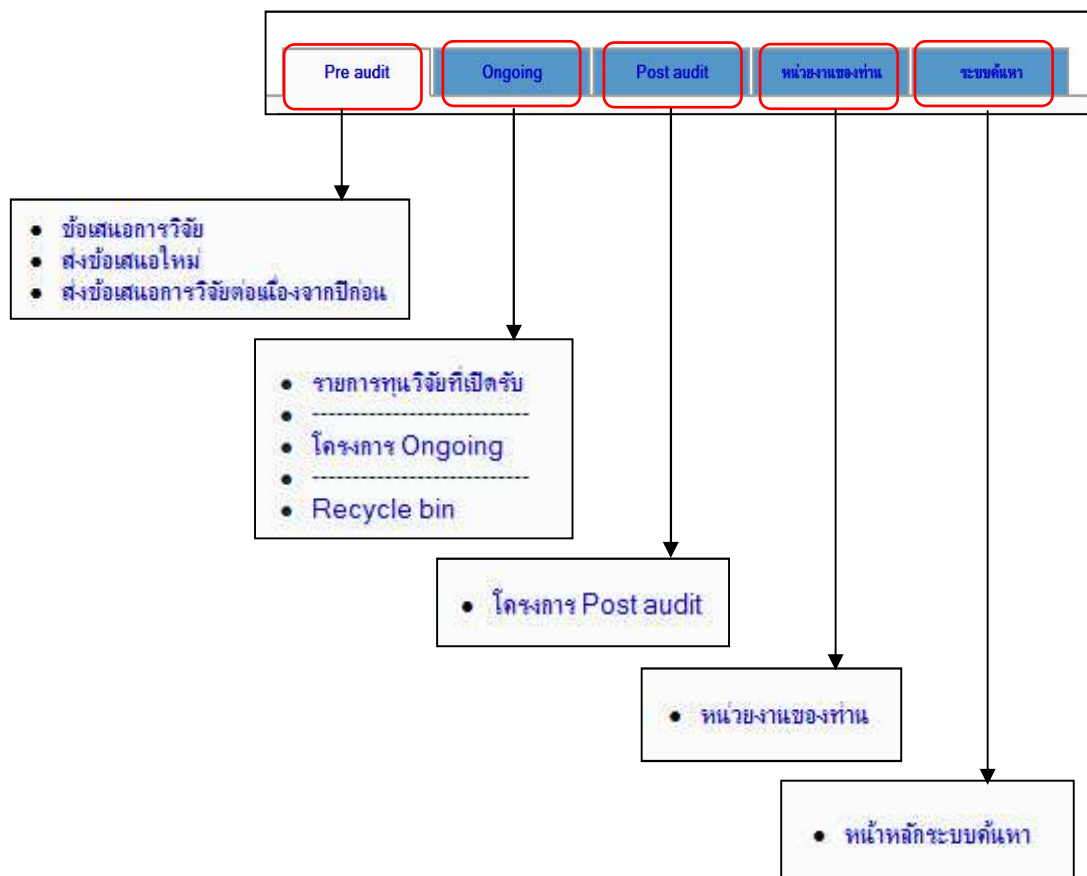 Pre audit Ongoing Post audit หน่วยงานของท่าน ระบบค้นหา
• ข้อเสนอการวิจัย
• ส่งข้อเสนอใหม่
• ส่งข้อเสนอการวิจัยต่อเนื่องจากปีก่อน
• รายการทุนวิจัยที่เปิดรับ
• ---------------------------
• โครงการ Ongoing
• ---------------------------
• Recycle bin
• โครงการ Post audit
• หน่วยงานของท่าน
• หน้าหลักระบบค้นหา